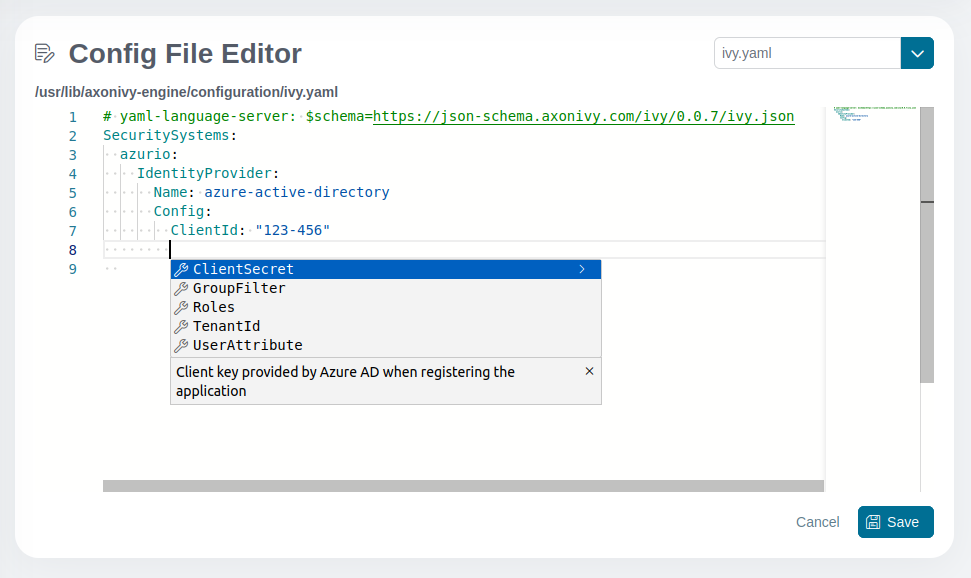 Config File Editor
ivy.yaml
/usr/lib/axonivy-engine/configuration/ivy.yaml
1 # yaml-language-server: $schema=https://json-schema.axonivy.com/ivy/0.0.7/ivy.json
2 SecuritySystems:
3 azurio:
4 IdentityProvider:
5 Name: azure-active-directory
6 Config:
7 ClientId: "123-456"
8
9
ClientSecret
GroupFilter
Roles
TenantId
UserAttribute
Client key provided by Azure AD when registering the
application
Cancel
Save